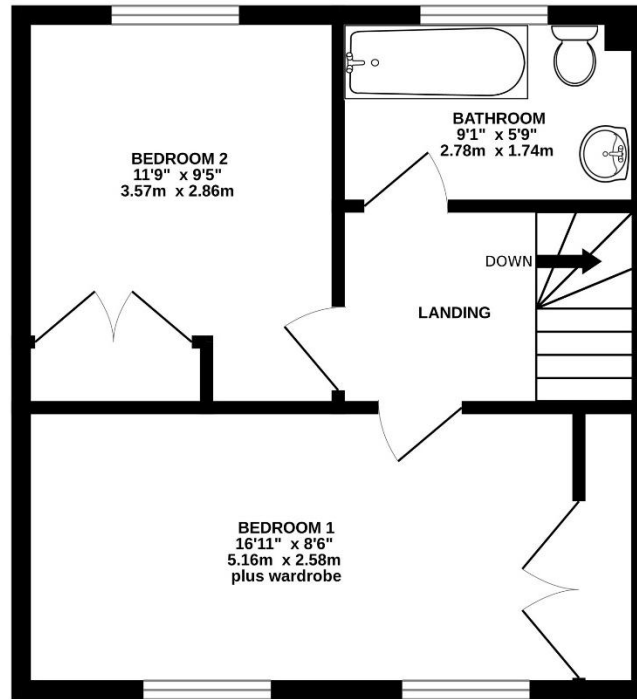 BATHROOM
9'1" x 5'9"
2.78m x 1.74m
BEDROOM 2
11'9" x 9'5"
3.57m x 2.86m
DOWN
LANDING
BEDROOM 1
16'11" x 8'6"
5.16m x 2.58m
plus wardrobe